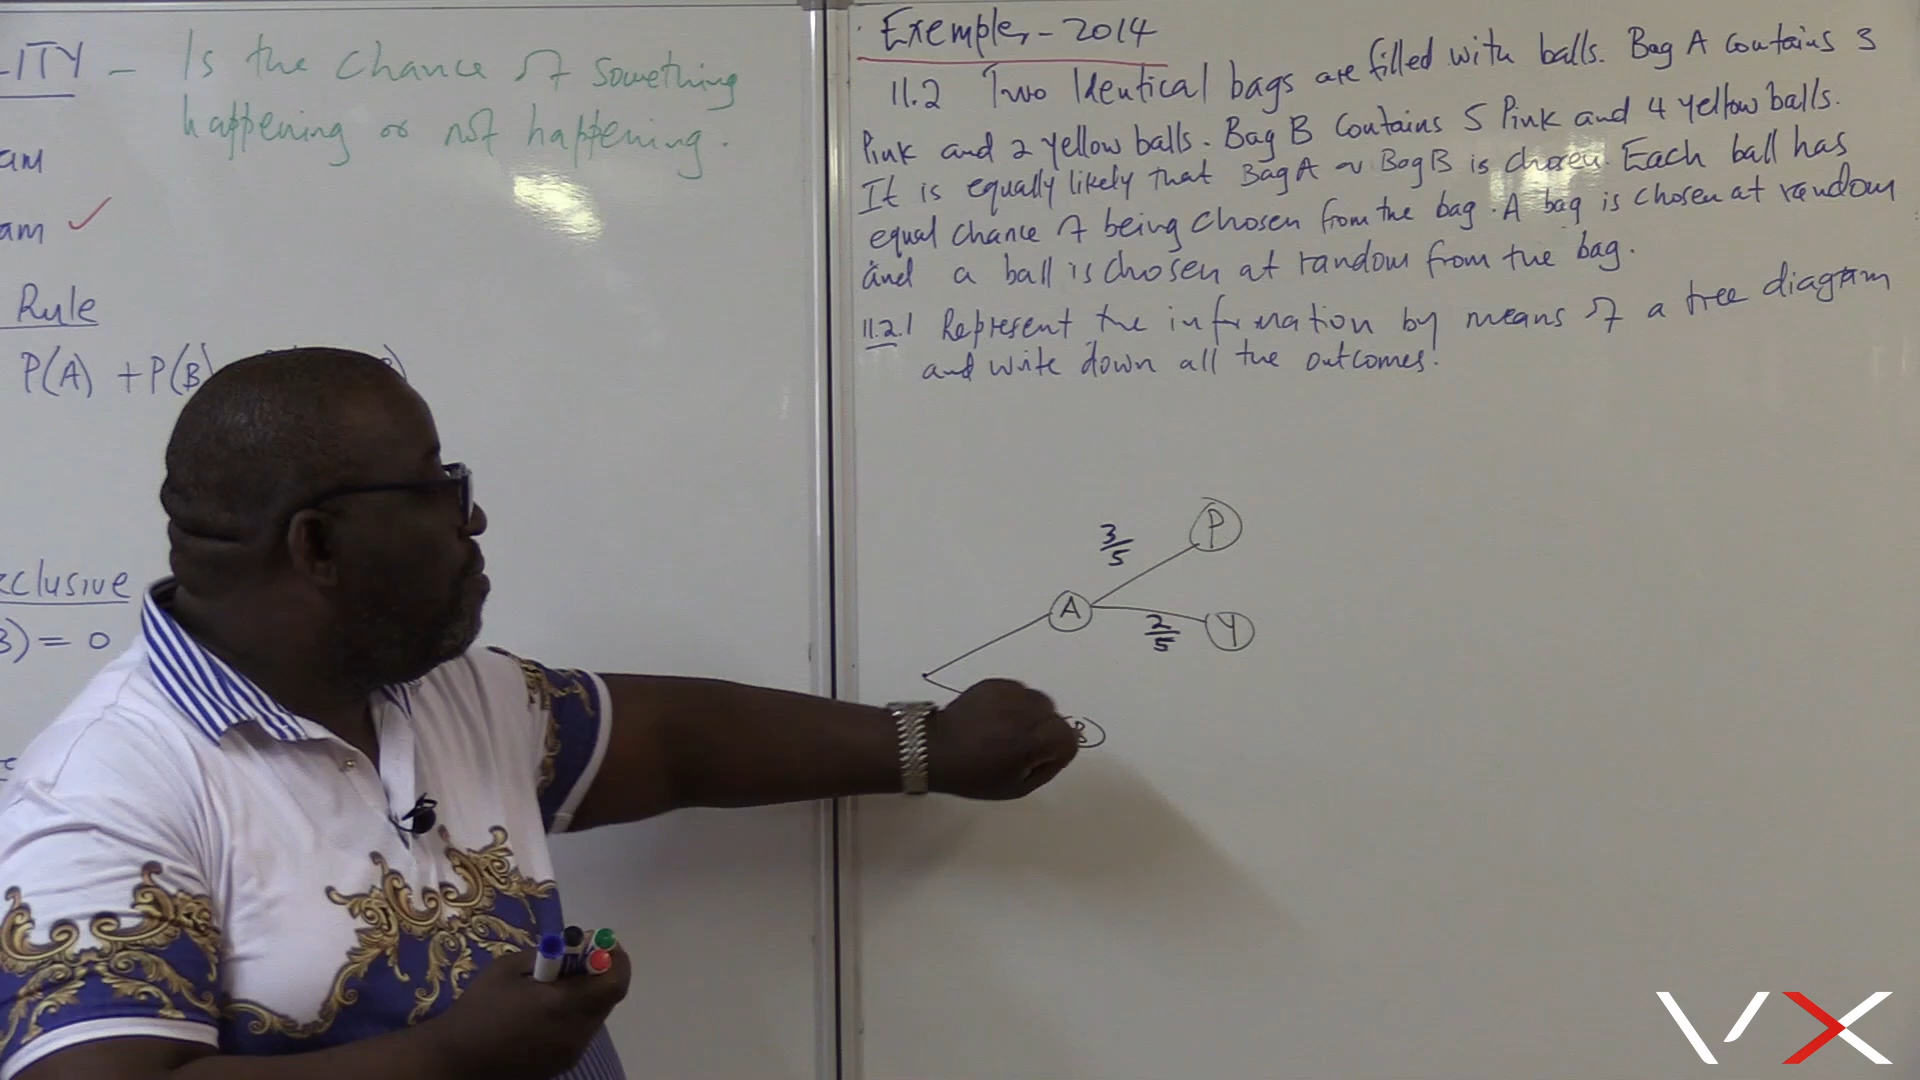 LITY - Is the chance of something
happening or not happening.
am
am ✓
Rule
P(A) + P(B)
xclusive
B) = 0
Exempler - 2014
11.2 Two Identical bags are filled with balls. Bag A contains 3
Pink and 2 yellow balls. Bag B Contains 5 Pink and 4 yellow balls.
It is equally likely that Bag A or Bag B is chosen. Each ball has
equal chance of being chosen from the bag. A bag is chosen at random
and a ball is chosen at random from the bag.
11.2.1 Represent the information by means of a tree diagram
and write down all the outcomes.
3/5
P
A
2/5
Y
B
VX